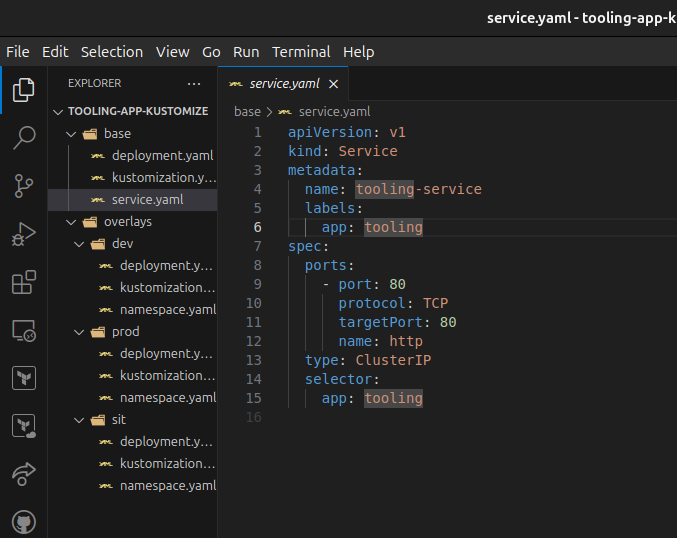 service.yaml - tooling-app-k
File Edit Selection View Go Run Terminal Help
EXPLORER ...
TOOLING-APP-KUSTOMIZE
base
deployment.yaml
kustomization.y...
service.yaml
overlays
dev
deployment.y...
kustomization...
namespace.yaml
prod
deployment.y...
kustomization...
namespace.yaml
sit
deployment.y...
kustomization...
namespace.yaml
service.yaml
base > service.yaml
1 apiVersion: v1
2 kind: Service
3 metadata:
4 name: tooling-service
5 labels:
6 app: tooling
7 spec:
8 ports:
9 - port: 80
10 protocol: TCP
11 targetPort: 80
12 name: http
13 type: ClusterIP
14 selector:
15 app: tooling
16